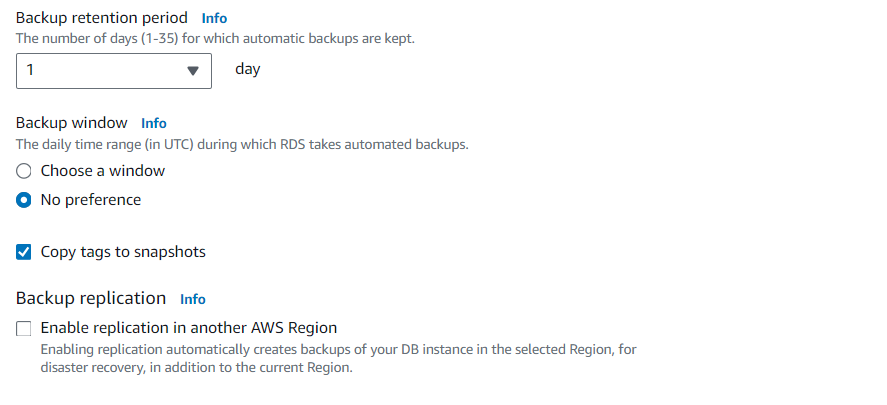 Backup retention period Info
The number of days (1-35) for which automatic backups are kept.
1 day
Backup window Info
The daily time range (in UTC) during which RDS takes automated backups.
Choose a window
No preference
Copy tags to snapshots
Backup replication Info
Enable replication in another AWS Region
Enabling replication automatically creates backups of your DB instance in the selected Region, for
disaster recovery, in addition to the current Region.